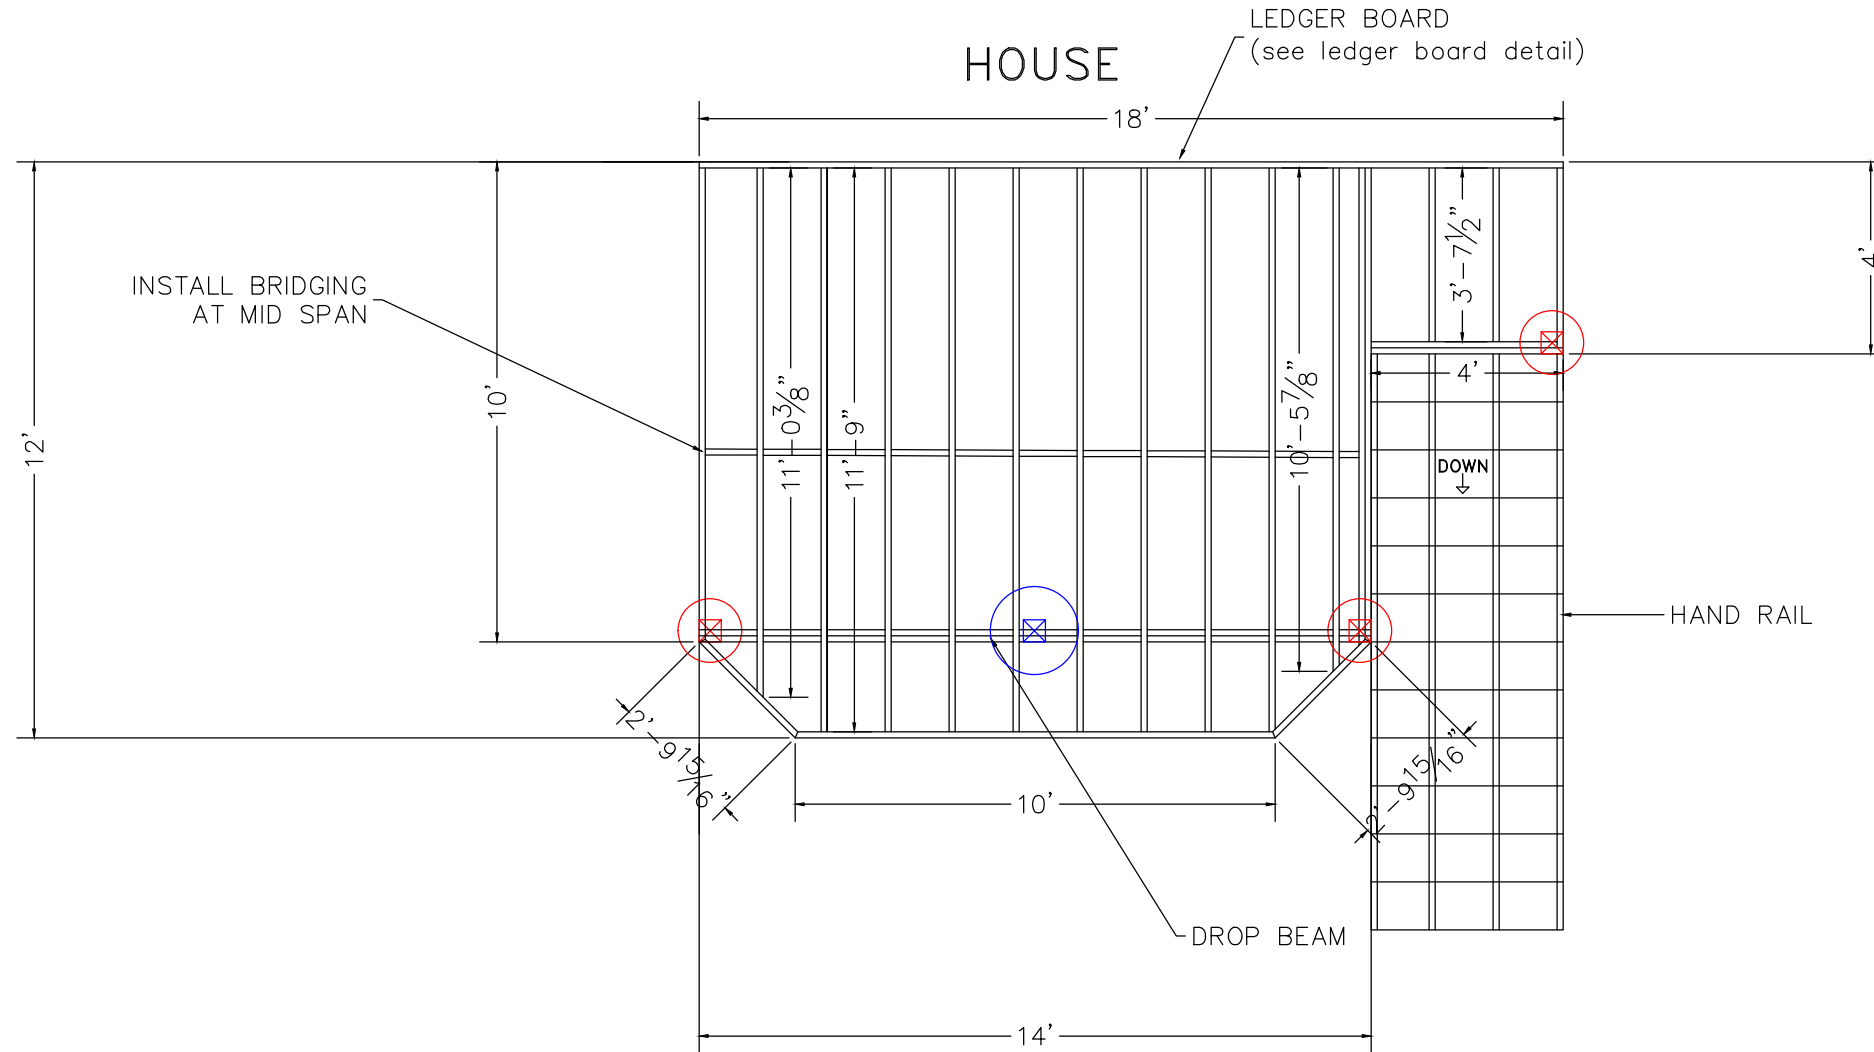 LEDGER BOARD
(see ledger board detail)
HOUSE
18'
INSTALL BRIDGING
AT MID SPAN
12'
10'
11'-0 3/8"
11'-9"
10'-5 7/8"
3'-7 1/2"
4'
4'
DOWN
HAND RAIL
2'-9 15/16"
2'-9 15/16"
10'
DROP BEAM
14'